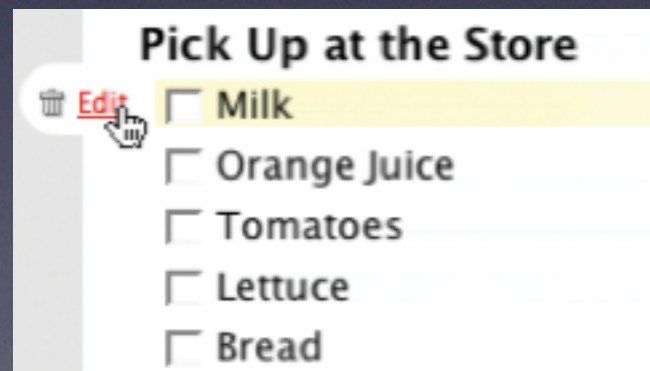 Pick Up at the Store
Edit Milk
Orange Juice
Tomatoes
Lettuce
Bread